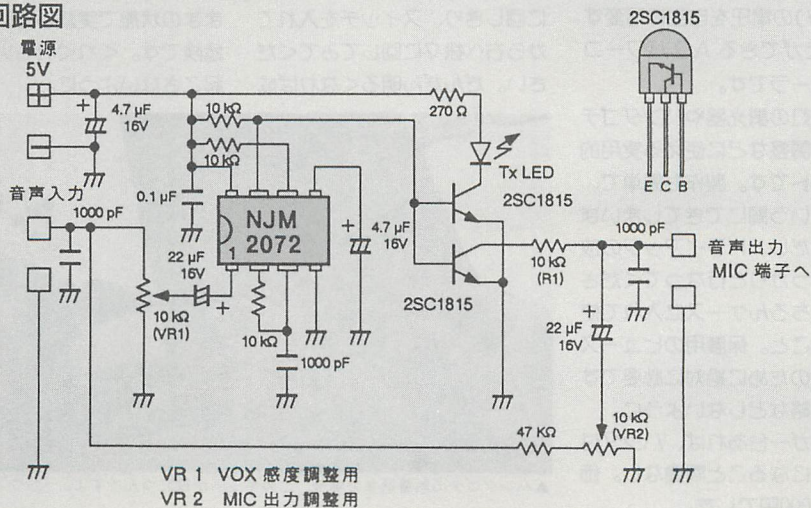 回路図
電源
5V
4.7 μF
16V
10 kΩ
10 kΩ
0.1 μF
NJM
2072
1
4.7 μF
16V
270 Ω
Tx LED
2SC1815
2SC1815
2SC1815
E C B
音声入力
1000 pF
10 kΩ
(VR1)
22 μF
16V
10 kΩ
1000 pF
10 kΩ
(R1)
1000 pF
音声出力
MIC 端子へ
22 μF
16V
10 kΩ
(VR2)
47 KΩ
VR 1 VOX 感度調整用
VR 2 MIC 出力調整用